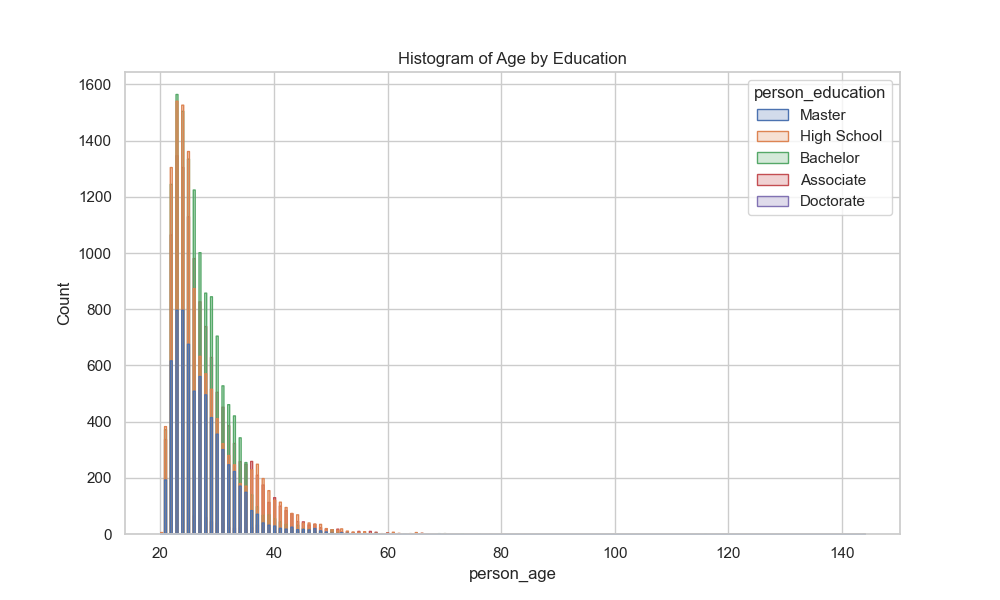 Histogram of Age by Education
1600
1400
1200
1000
800
600
400
200
0
Count
20
40
60
80
100
120
140
person_age
person_education
Master
High School
Bachelor
Associate
Doctorate